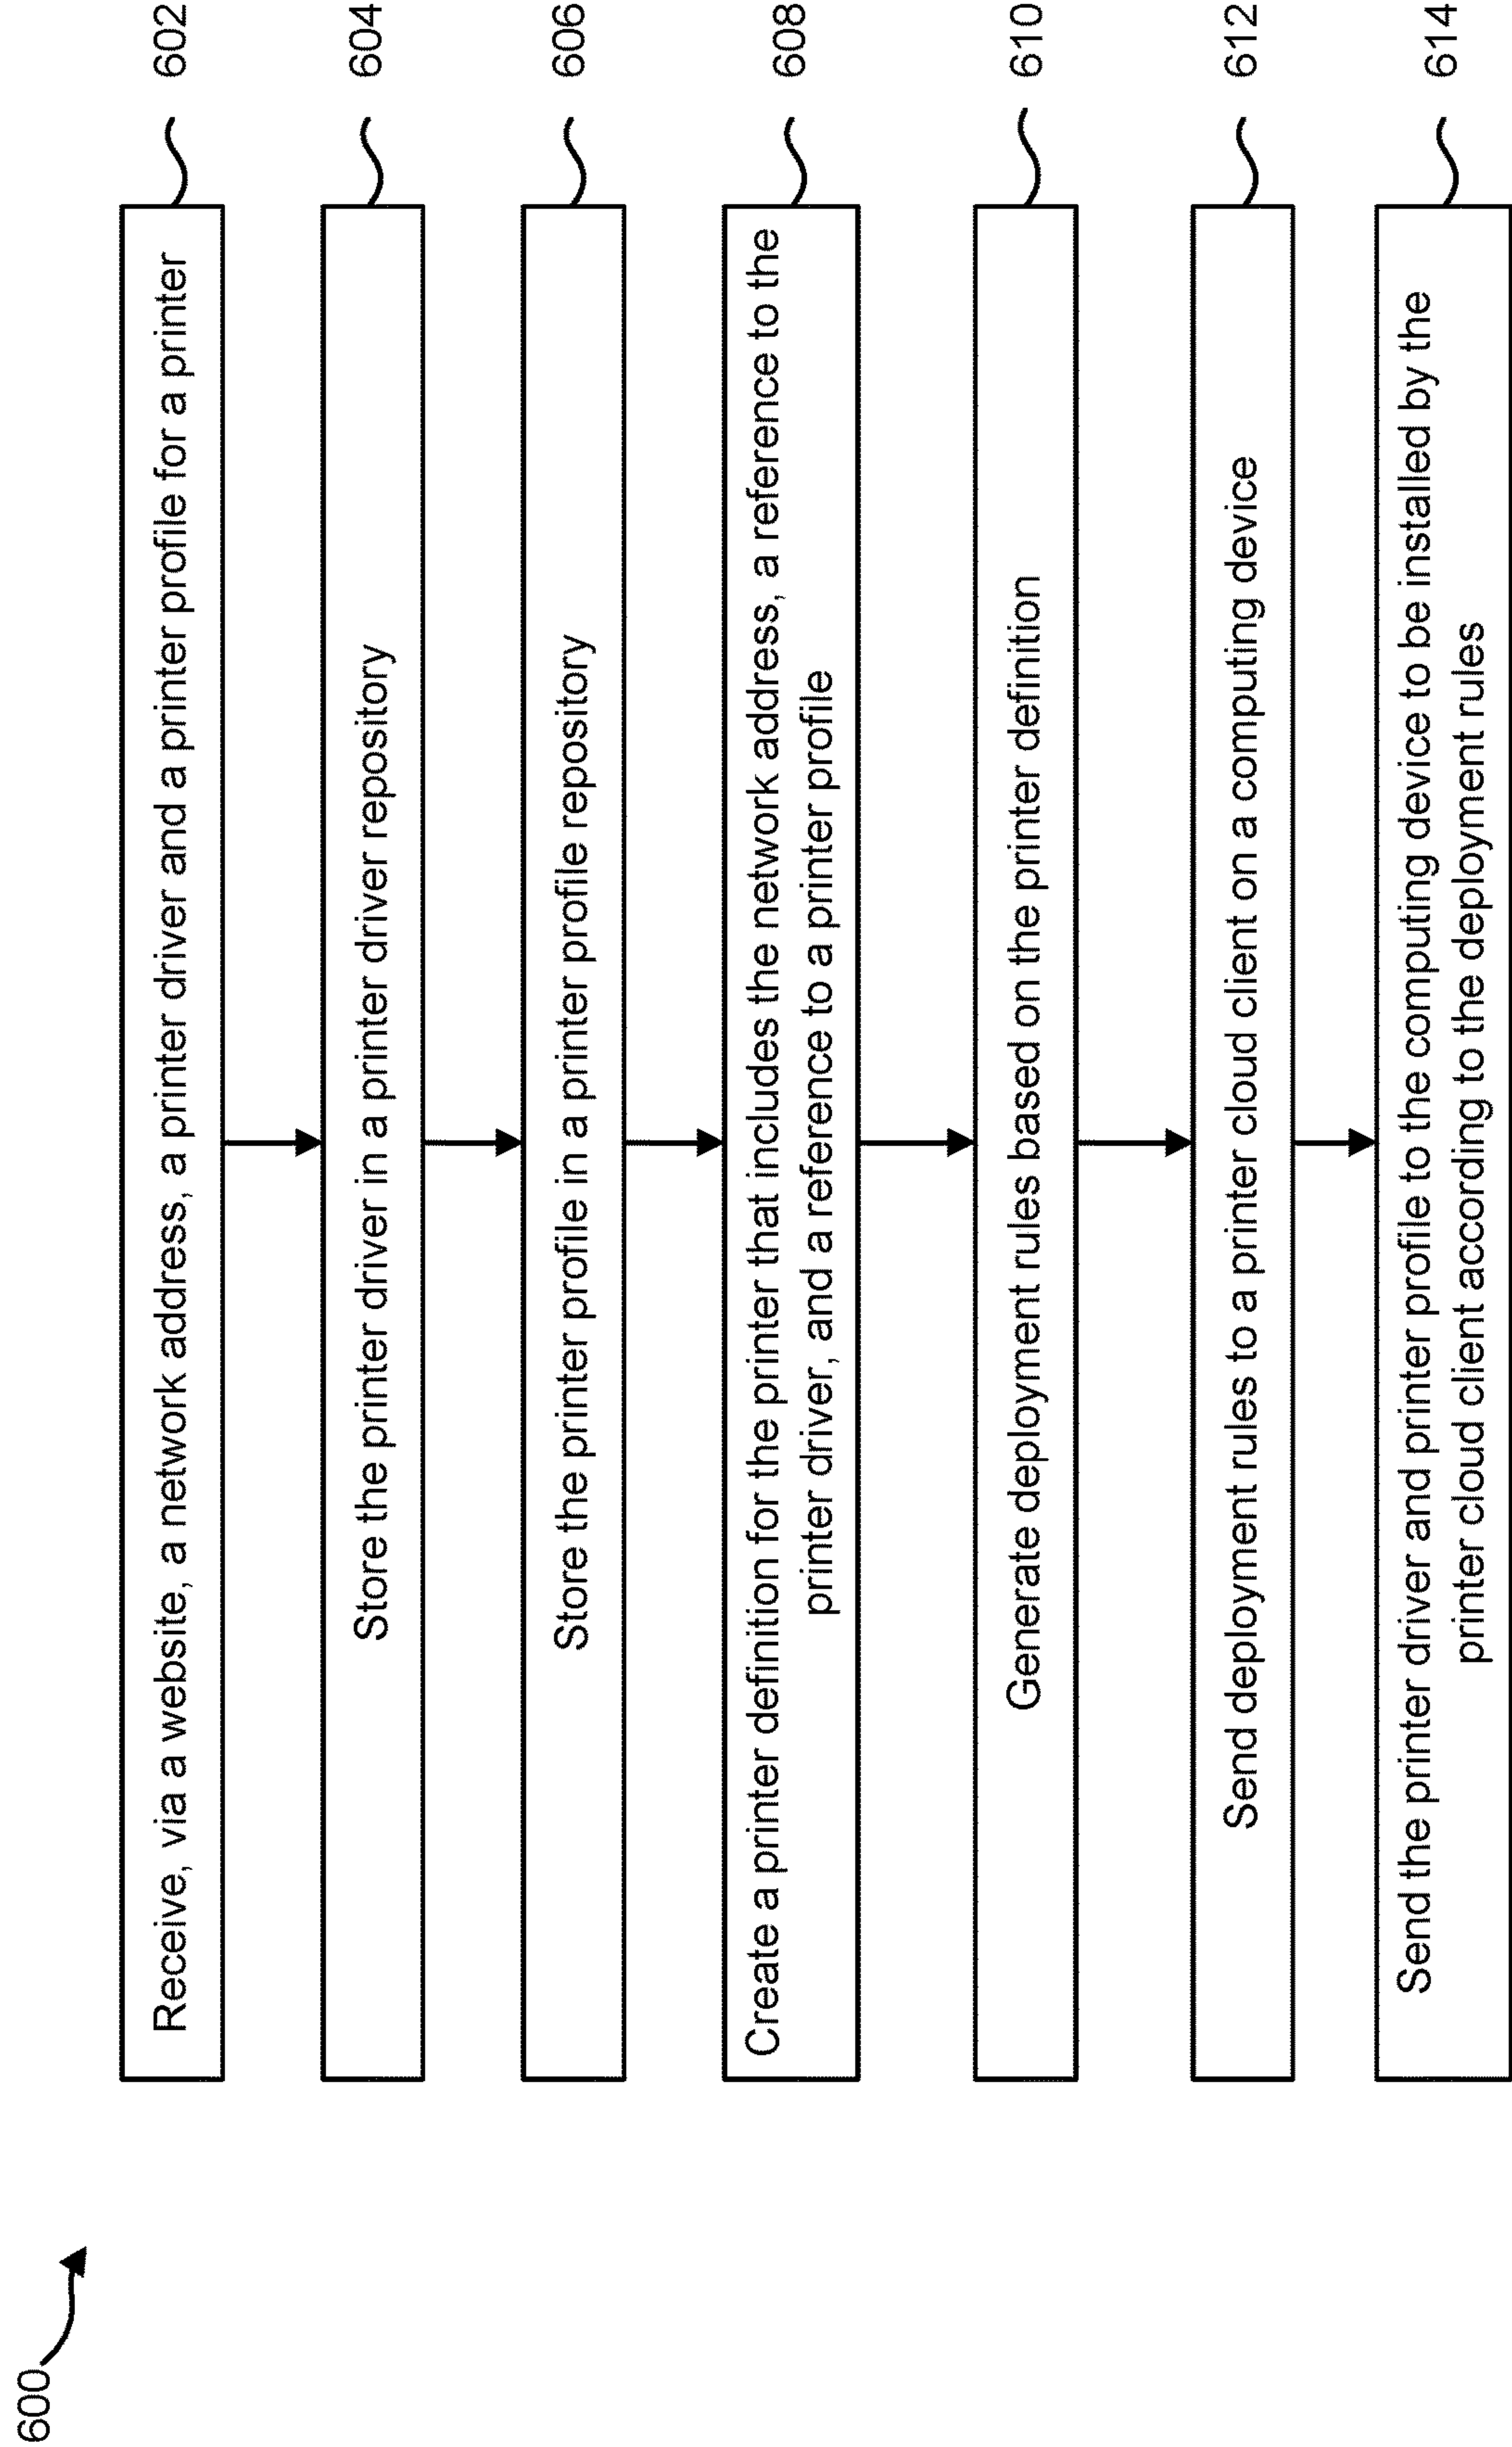 600
Receive, via a website, a network address, a printer driver and a printer profile for a printer
602
Store the printer driver in a printer driver repository
604
Store the printer profile in a printer profile repository
606
Create a printer definition for the printer that includes the network address, a reference to the
printer driver, and a reference to a printer profile
608
Generate deployment rules based on the printer definition
610
Send deployment rules to a printer cloud client on a computing device
612
Send the printer driver and printer profile to the computing device to be installed by the
printer cloud client according to the deployment rules
614